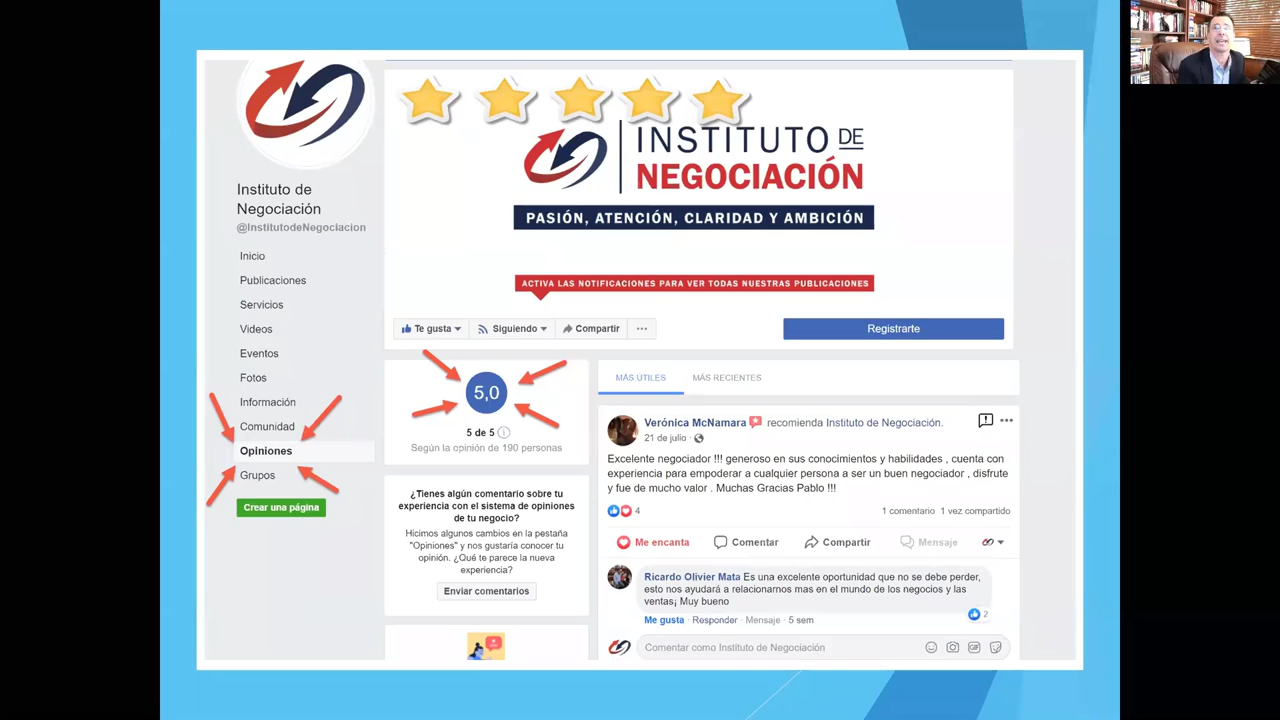 INSTITUTO DE
NEGOCIACIÓN
PASIÓN, ATENCIÓN, CLARIDAD Y AMBICIÓN
ACTIVA LAS NOTIFICACIONES PARA VER TODAS NUESTRAS PUBLICACIONES
Instituto de
Negociación
@InstitutodeNegociacion
Inicio
Publicaciones
Servicios
Videos
Eventos
Fotos
Información
Comunidad
Opiniones
Grupos
Crear una página
Te gusta
Siguiendo
Compartir
Registrarte
5,0
5 de 5
Según la opinión de 190 personas
¿Tienes algún comentario sobre tu
experiencia con el sistema de opiniones
de tu negocio?
Hicimos algunos cambios en la pestaña
"Opiniones" y nos gustaría conocer tu
opinión. ¿Qué te parece la nueva
experiencia?
Enviar comentarios
MÁS ÚTILES
MÁS RECIENTES
Verónica McNamara recomienda Instituto de Negociación.
21 de julio ·
Excelente negociador !!! generoso en sus conocimientos y habilidades , cuenta con
experiencia para empoderar a cualquier persona a ser un buen negociador , disfrute
y fue de mucho valor . Muchas Gracias Pablo !!!
4
1 comentario 1 vez compartido
Me encanta
Comentar
Compartir
Mensaje
Ricardo Olivier Mata Es una excelente oportunidad que no se debe perder,
esto nos ayudará a relacionarnos mas en el mundo de los negocios y las
ventas¡ Muy bueno
2
Me gusta · Responder · Mensaje · 5 sem
Comentar como Instituto de Negociación
GIF